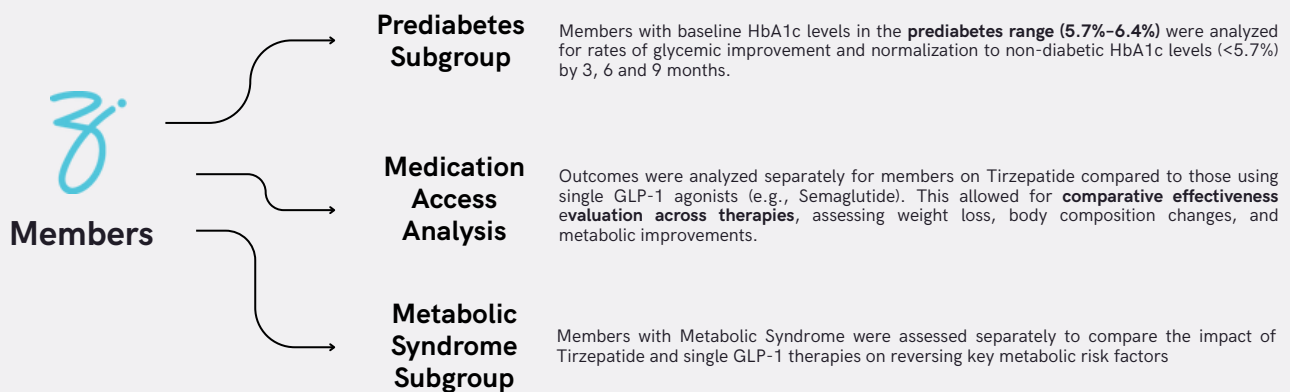 Prediabetes
Subgroup
Members with baseline HbA1c levels in the prediabetes range (5.7%–6.4%) were analyzed
for rates of glycemic improvement and normalization to non-diabetic HbA1c levels (<5.7%)
by 3, 6 and 9 months.
Members
Medication
Access
Analysis
Outcomes were analyzed separately for members on Tirzepatide compared to those using
single GLP-1 agonists (e.g., Semaglutide). This allowed for comparative effectiveness
evaluation across therapies, assessing weight loss, body composition changes, and
metabolic improvements.
Metabolic
Syndrome
Subgroup
Members with Metabolic Syndrome were assessed separately to compare the impact of
Tirzepatide and single GLP-1 therapies on reversing key metabolic risk factors